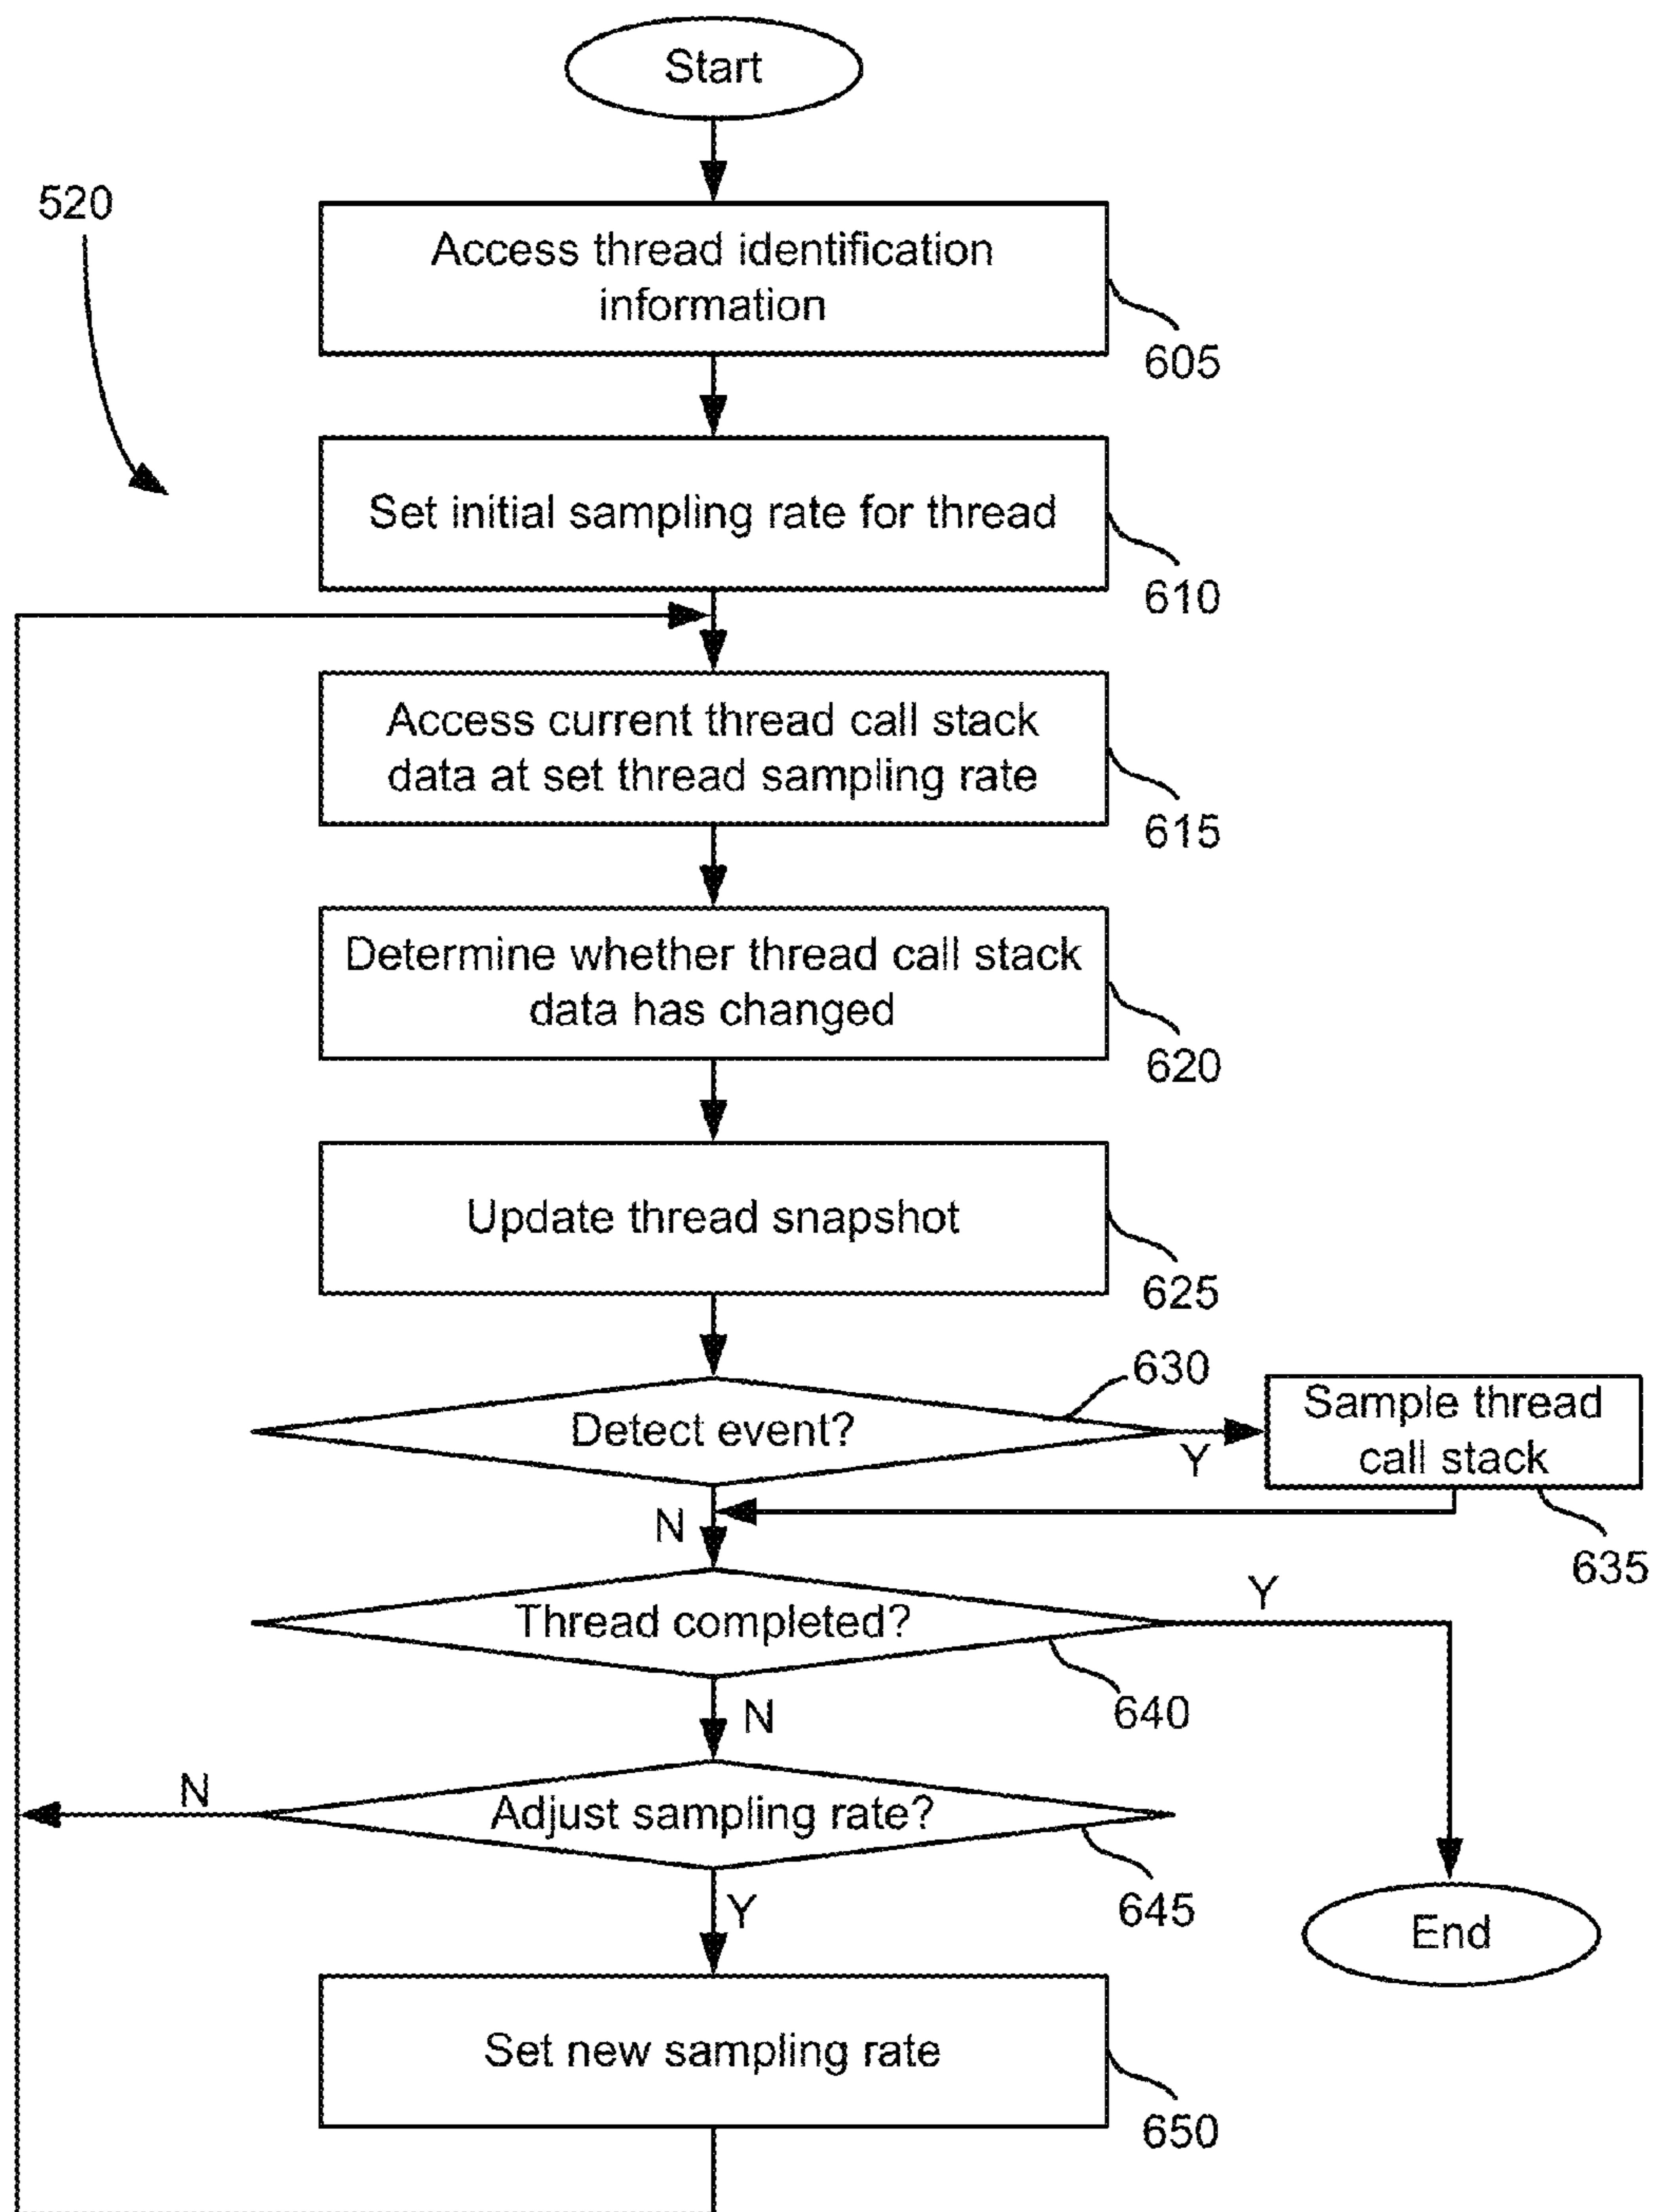 Start
520
Access thread identification
information
605
Set initial sampling rate for thread
610
Access current thread call stack
data at set thread sampling rate
615
Determine whether thread call stack
data has changed
620
Update thread snapshot
625
630
Detect event?
Y
Sample thread
call stack
635
N
Thread completed?
Y
640
N
Adjust sampling rate?
N
645
Y
End
Set new sampling rate
650